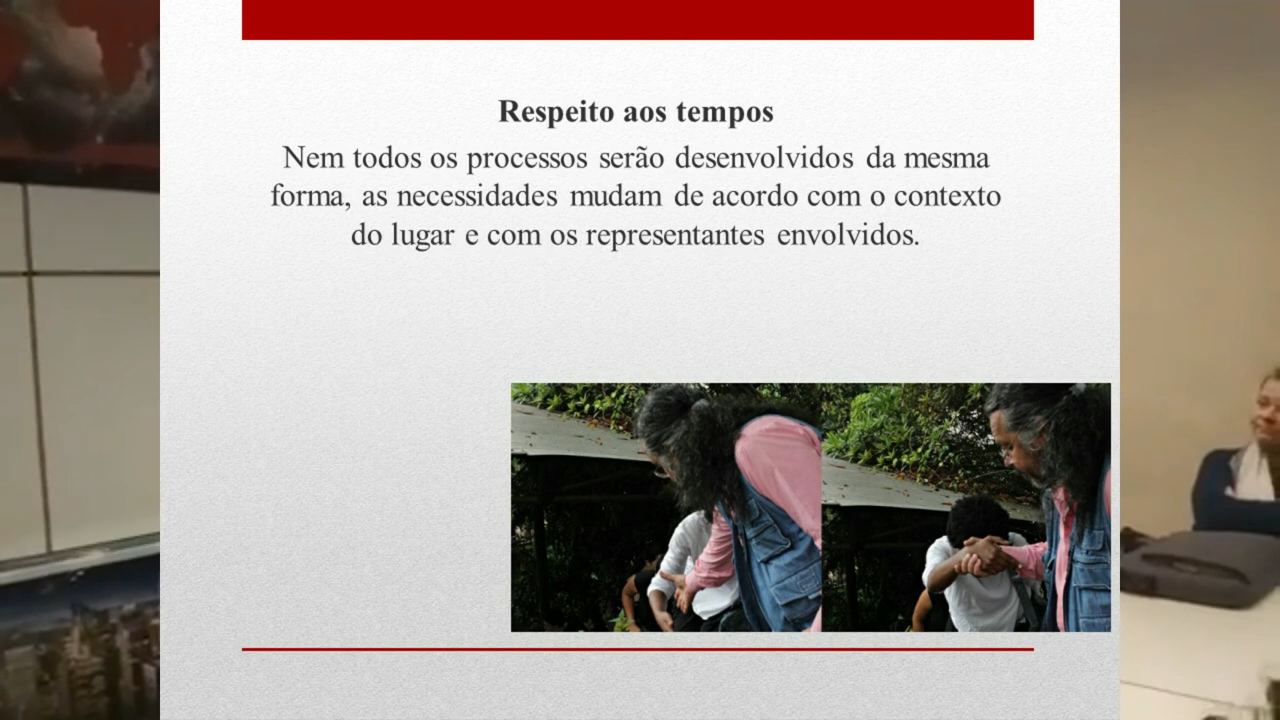 Respeito aos tempos
Nem todos os processos serão desenvolvidos da mesma
forma, as necessidades mudam de acordo com o contexto
do lugar e com os representantes envolvidos.